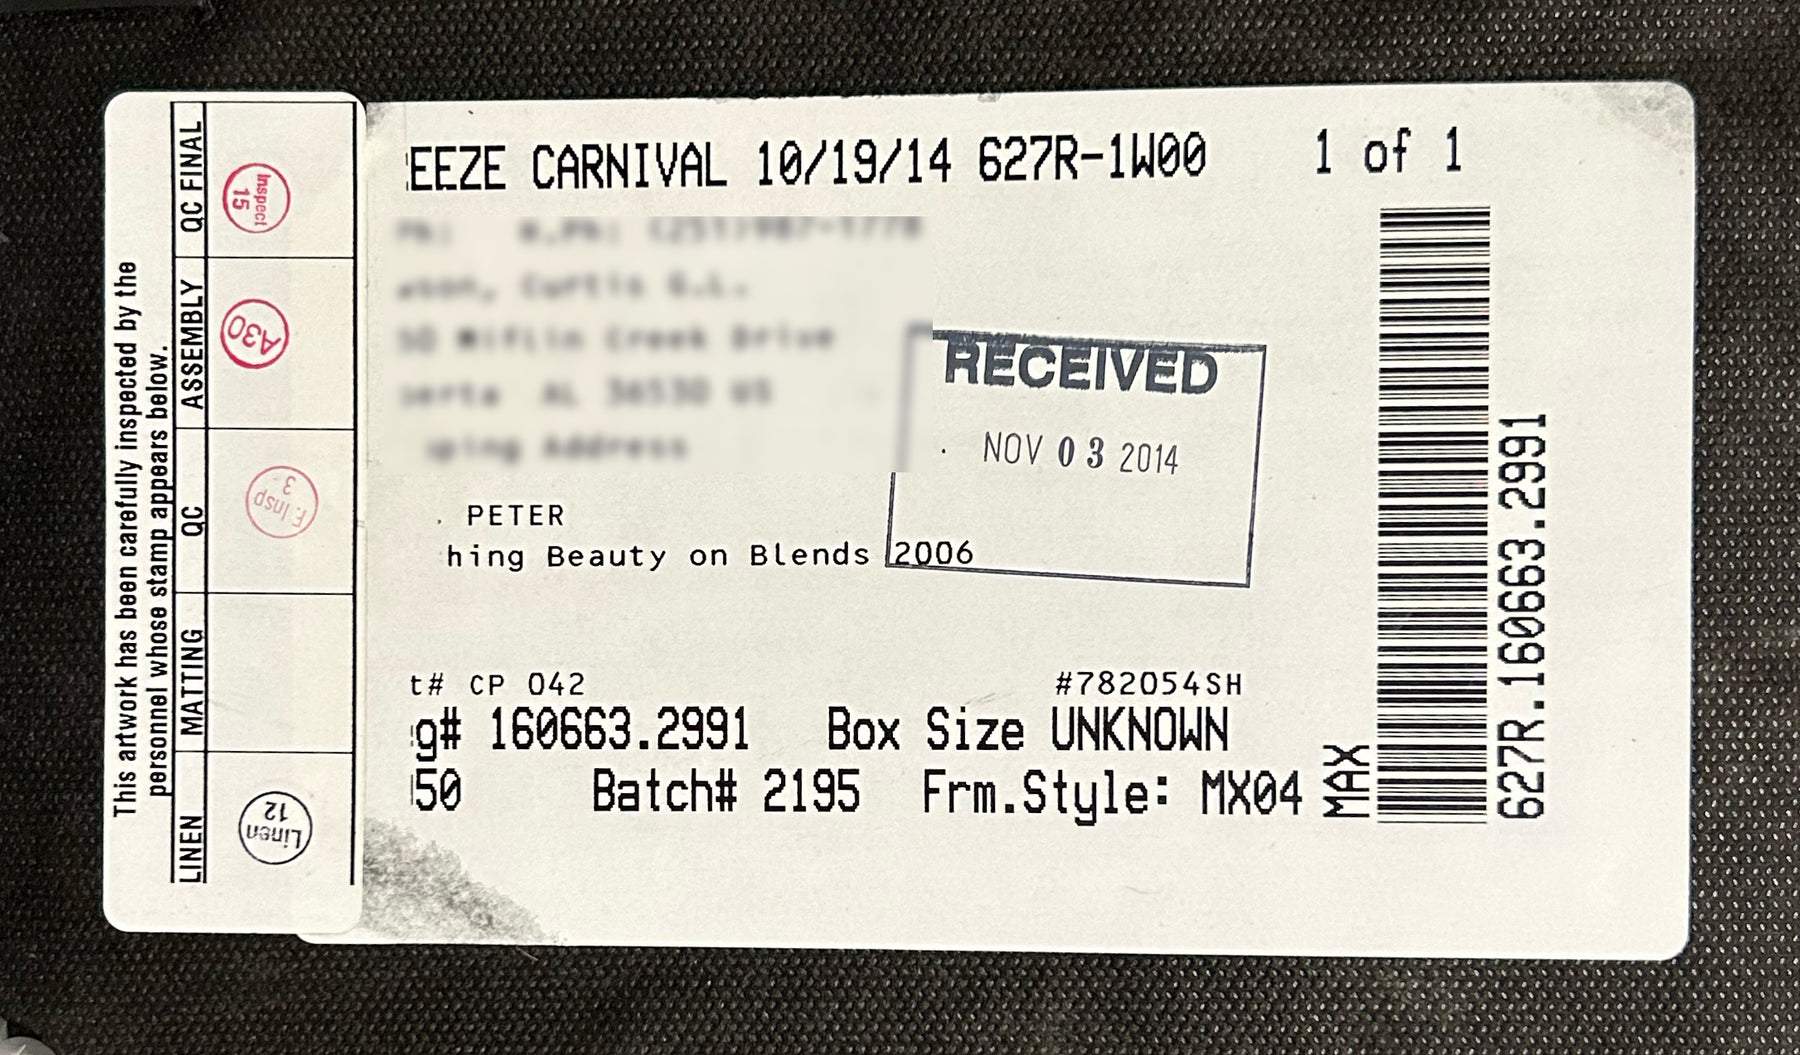 This artwork has been carefully inspected by the
personnel whose stamp appears below.
LINEN MATTING QC ASSEMBLY QC FINAL
Linen 12
F. Insp 3
A30
Inspect 15
EEZE CARNIVAL 10/19/14 627R-1W00 1 of 1
RECEIVED
NOV 03 2014
PETER
hing Beauty on Blends 2006
t# CP 042 #782054SH
g# 160663.2991 Box Size UNKNOWN
50 Batch# 2195 Frm.Style: MX04
MAX
627R.160663.2991